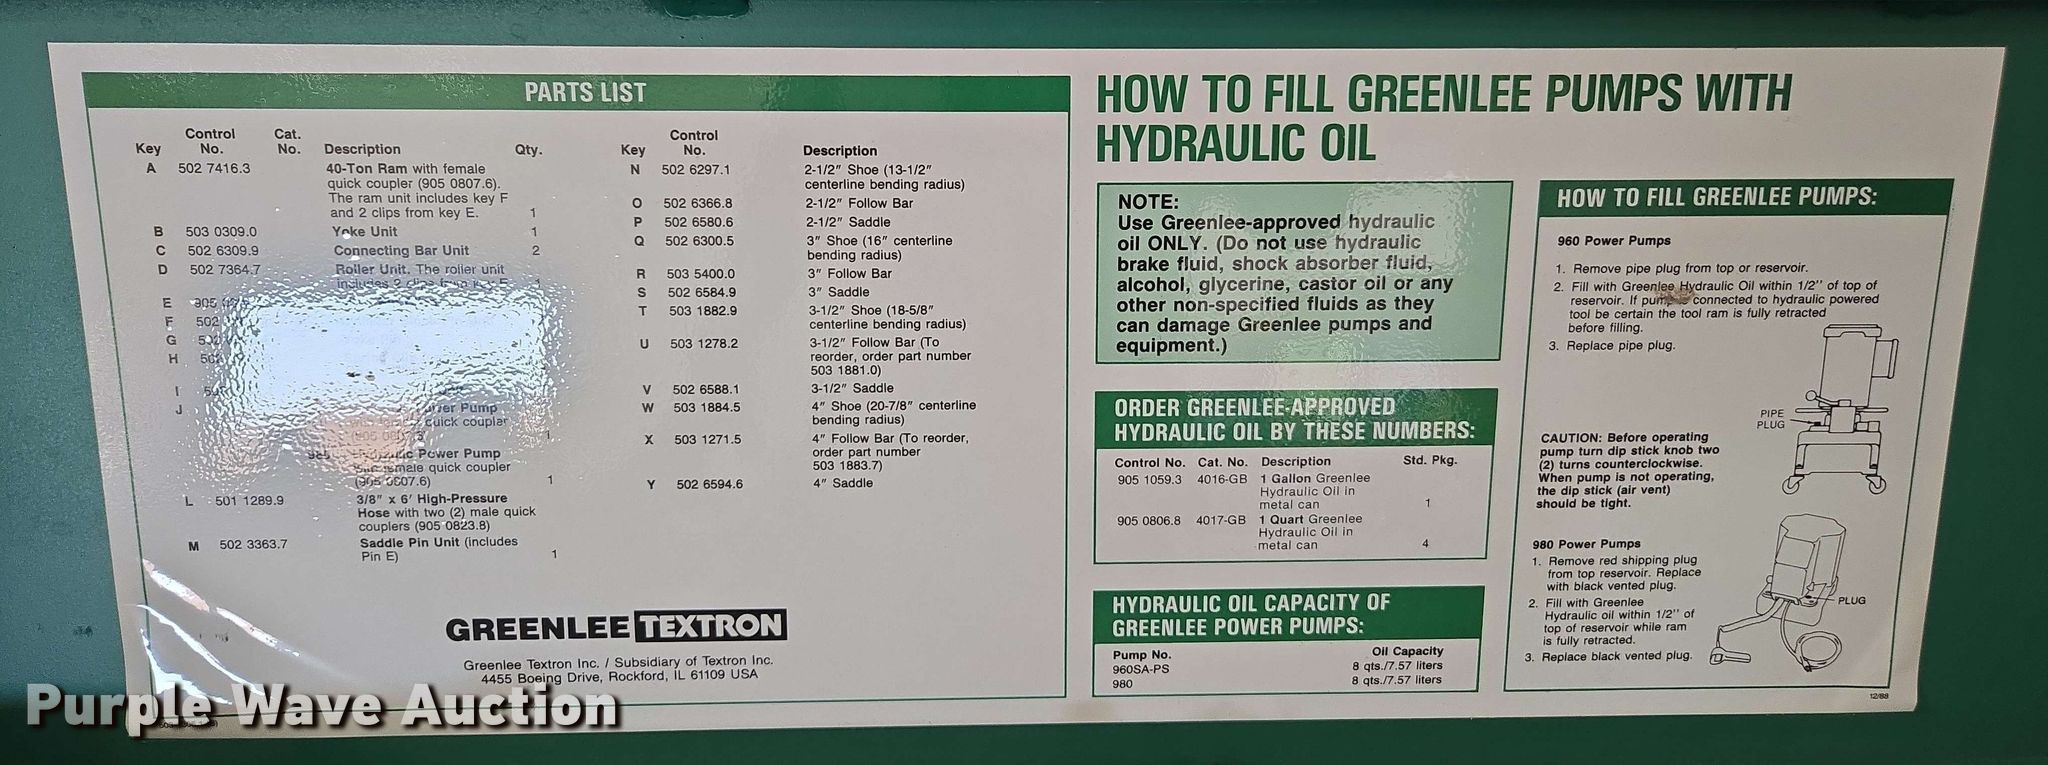 PARTS LIST
Key Control No. Cat. No. Description Qty.
A 502 7416.3 40-Ton Ram with female
quick coupler (905 0807.6).
The ram unit includes key F
and 2 clips from key E. 1
B 503 0309.0 Yoke Unit 1
C 502 6309.9 Connecting Bar Unit 2
D 502 7364.7 Roller Unit. The roller unit
includes 2
E 905
F 502
G
H
I
J Power Pump
quick coupler
1
Power Pump
female quick coupler
(905 0807.6) 1
L 501 1289.9 3/8" x 6' High-Pressure
Hose with two (2) male quick
couplers (905 0823.8)
M 502 3363.7 Saddle Pin Unit (includes
Pin E) 1
Key Control No. Description
N 502 6297.1 2-1/2" Shoe (13-1/2"
centerline bending radius)
O 502 6366.8 2-1/2" Follow Bar
P 502 6580.6 2-1/2" Saddle
Q 502 6300.5 3" Shoe (16" centerline
bending radius)
R 503 5400.0 3" Follow Bar
S 502 6584.9 3" Saddle
T 503 1882.9 3-1/2" Shoe (18-5/8"
centerline bending radius)
U 503 1278.2 3-1/2" Follow Bar (To
reorder, order part number
503 1881.0)
V 502 6588.1 3-1/2" Saddle
W 503 1884.5 4" Shoe (20-7/8" centerline
bending radius)
X 503 1271.5 4" Follow Bar (To reorder,
order part number
503 1883.7)
Y 502 6594.6 4" Saddle
GREENLEE TEXTRON
Greenlee Textron Inc. / Subsidiary of Textron Inc.
4455 Boeing Drive, Rockford, IL 61109 USA
HOW TO FILL GREENLEE PUMPS WITH
HYDRAULIC OIL
NOTE:
Use Greenlee-approved hydraulic
oil ONLY. (Do not use hydraulic
brake fluid, shock absorber fluid,
alcohol, glycerine, castor oil or any
other non-specified fluids as they
can damage Greenlee pumps and
equipment.)
ORDER GREENLEE-APPROVED
HYDRAULIC OIL BY THESE NUMBERS:
Control No. Cat. No. Description Std. Pkg.
905 1059.3 4016-GB 1 Gallon Greenlee
Hydraulic Oil in
metal can 1
905 0806.8 4017-GB 1 Quart Greenlee
Hydraulic Oil in
metal can 4
HYDRAULIC OIL CAPACITY OF
GREENLEE POWER PUMPS:
Pump No. Oil Capacity
960SA-PS 8 qts./7.57 liters
980 8 qts./7.57 liters
HOW TO FILL GREENLEE PUMPS:
960 Power Pumps
1. Remove pipe plug from top or reservoir.
2. Fill with Greenlee Hydraulic Oil within 1/2" of top of
reservoir. If pump is connected to hydraulic powered
tool be certain the tool ram is fully retracted
before filling.
3. Replace pipe plug.
PIPE
PLUG
CAUTION: Before operating
pump turn dip stick knob two
(2) turns counterclockwise.
When pump is not operating,
the dip stick (air vent)
should be tight.
980 Power Pumps
1. Remove red shipping plug
from top reservoir. Replace
with black vented plug.
2. Fill with Greenlee
Hydraulic oil within 1/2" of
top of reservoir while ram
is fully retracted.
3. Replace black vented plug.
PLUG
12/88
Purple Wave Auction